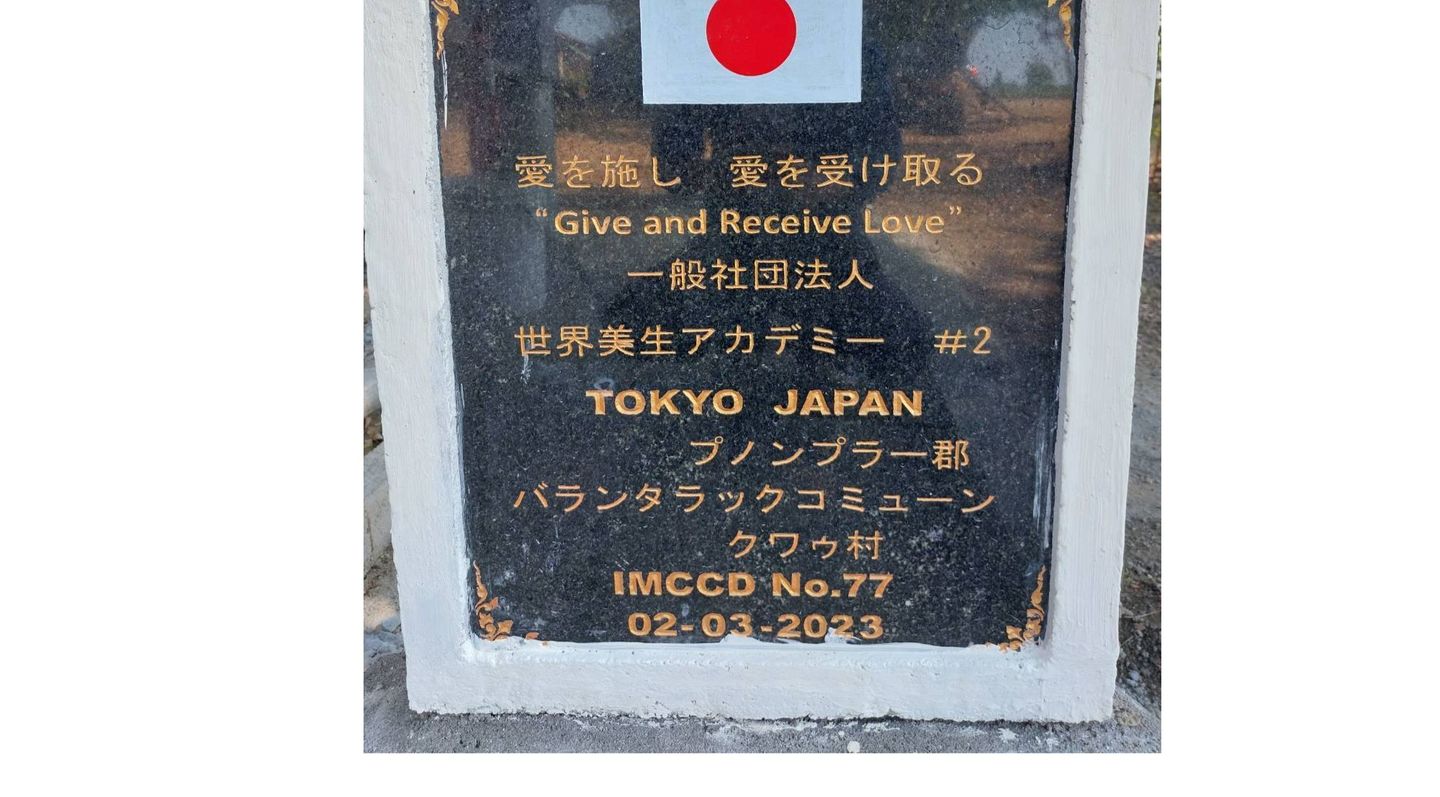 愛を施し　愛を受け取る
“Give and Receive Love”
一般社団法人
世界美生アカデミー　#2
TOKYO JAPAN
プノンプラー郡
バランタラックコミューン
クワゥ村
IMCCD No.77
02-03-2023